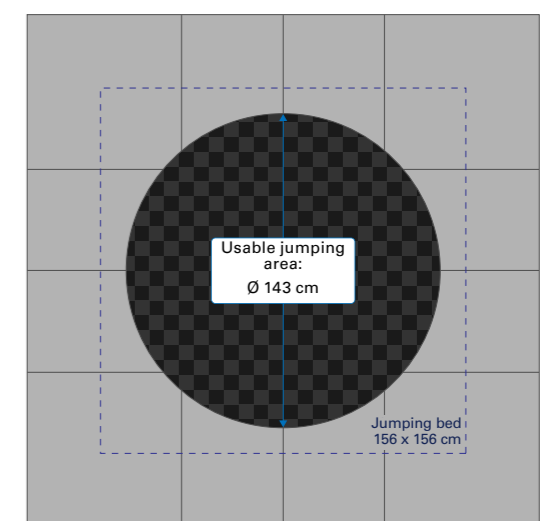 Usable jumping
area:
Ø 143 cm
Jumping bed
156 x 156 cm